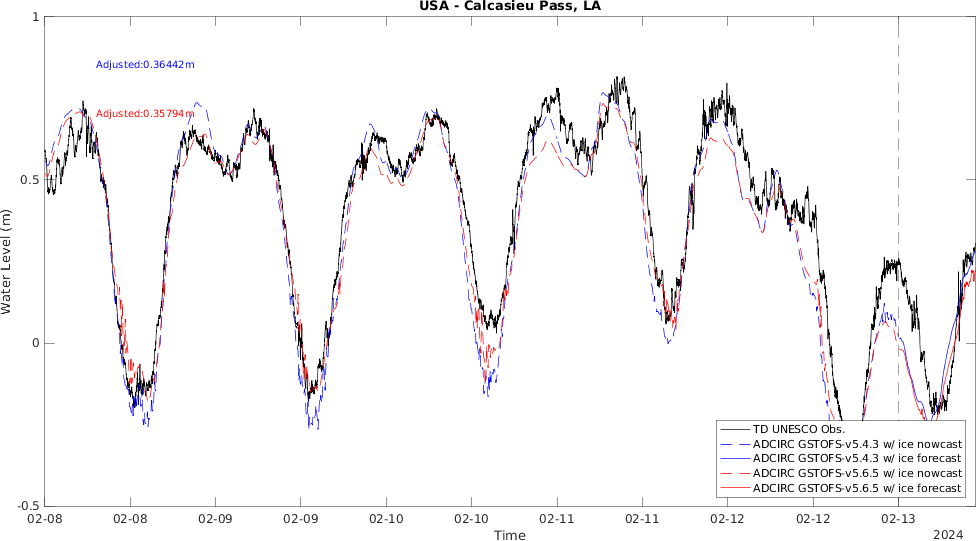 USA - Calcasieu Pass, LA
1
Adjusted:0.36442m
Adjusted:0.35794m
0.5
Water Level (m)
0
TD UNESCO Obs.
ADCIRC GSTOFS-v5.4.3 w/ ice nowcast
ADCIRC GSTOFS-v5.4.3 w/ ice forecast
ADCIRC GSTOFS-v5.6.5 w/ ice nowcast
ADCIRC GSTOFS-v5.6.5 w/ ice forecast
-0.5
02-08 02-08 02-09 02-09 02-10 02-10 02-11 02-11 02-12 02-12 02-13
Time
2024